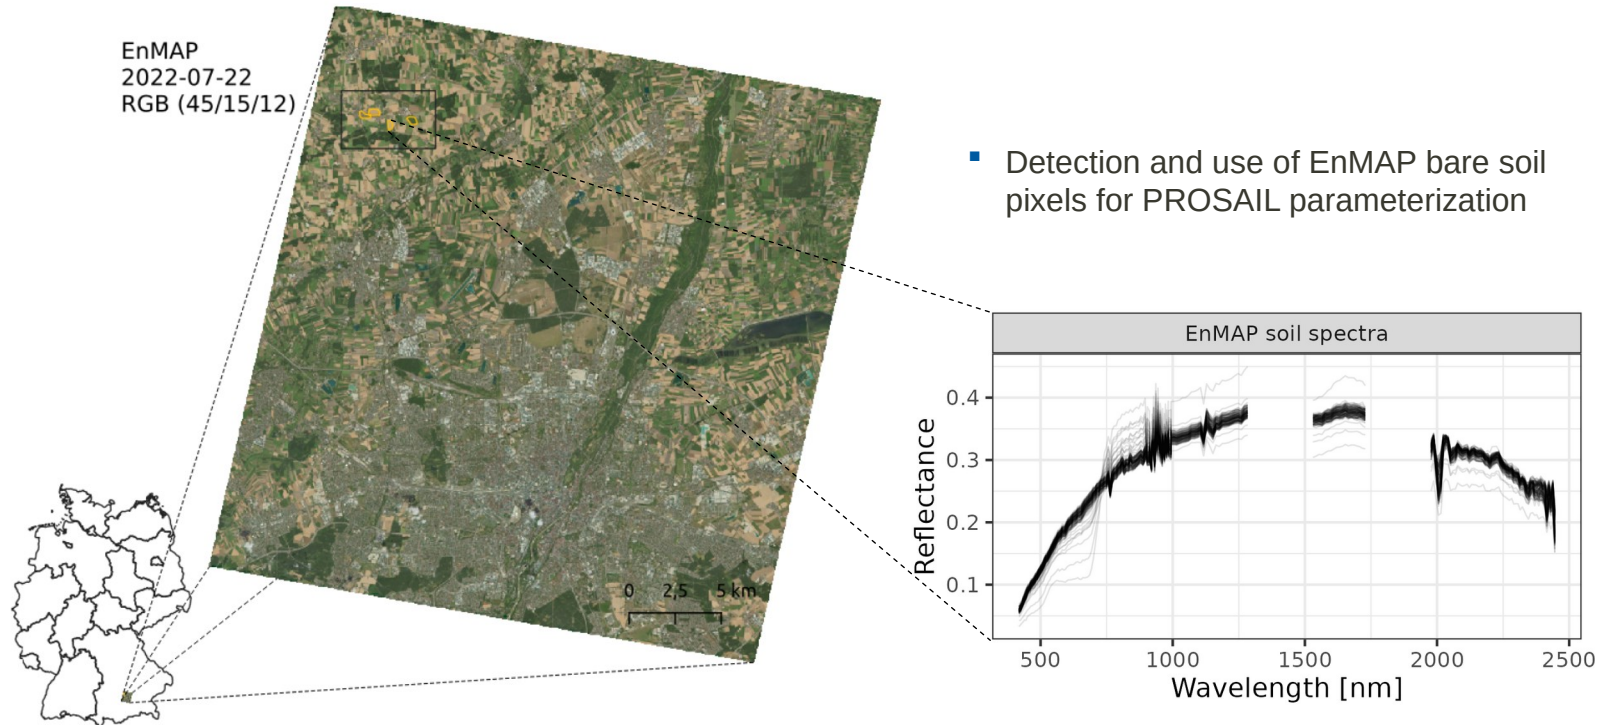 EnMAP
2022-07-22
RGB (45/15/12)
0 2,5 5 km
Detection and use of EnMAP bare soil
pixels for PROSAIL parameterization
EnMAP soil spectra
Reflectance
0.4
0.3
0.2
0.1
500 1000 1500 2000 2500
Wavelength [nm]